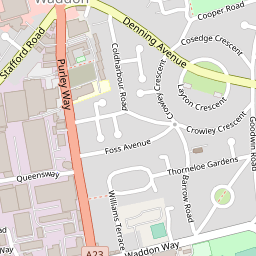 Waddon
Cooper Road
Stafford Road
Purley Way
Coldharbour Road
Denning Avenue
Cosedge Crescent
Crowley Crescent
Layton Crescent
Crowley Crescent
Goodwin Road
Foss Avenue
Thorneloe Gardens
Queensway
Barrow Road
Williams Terrace
Waddon Way
A23